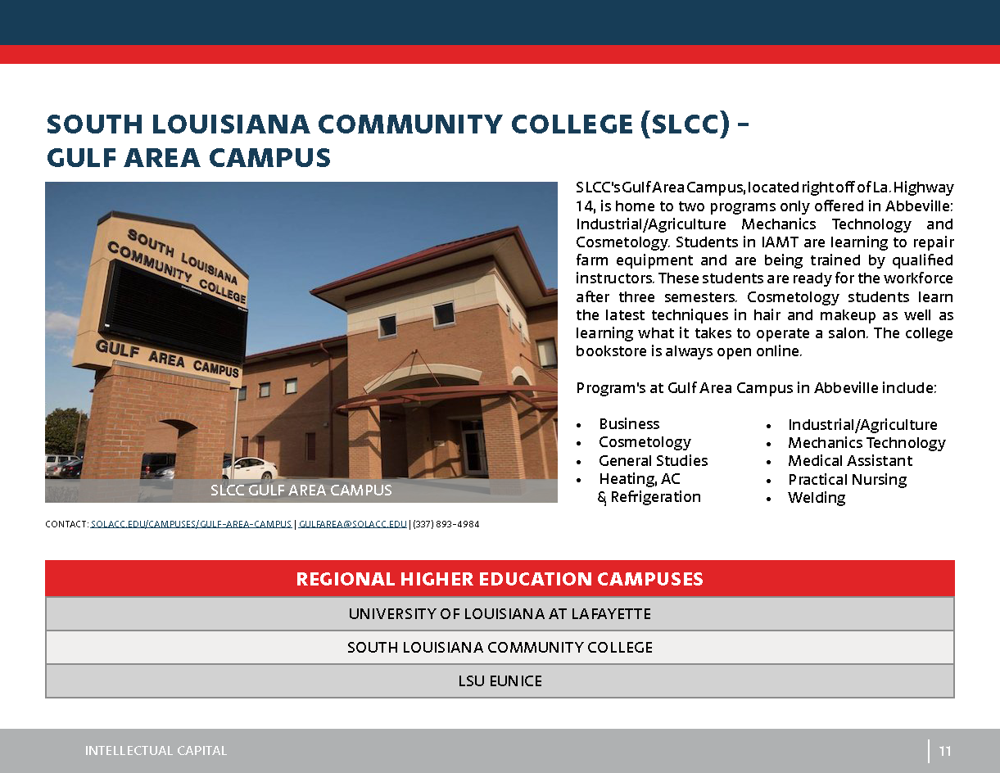 SOUTH LOUISIANA COMMUNITY COLLEGE (SLCC) -
GULF AREA CAMPUS
SOUTH LOUISIANA
COMMUNITY COLLEGE
GULF AREA CAMPUS
SLCC GULF AREA CAMPUS
CONTACT: SOLACC.EDU/CAMPUSES/GULF-AREA-CAMPUS | GULFAREA@SOLACC.EDU | (337) 893-4984
SLCC's Gulf Area Campus, located right off of La. Highway
14, is home to two programs only offered in Abbeville:
Industrial/Agriculture Mechanics Technology and
Cosmetology. Students in IAMT are learning to repair
farm equipment and are being trained by qualified
instructors. These students are ready for the workforce
after three semesters. Cosmetology students learn
the latest techniques in hair and makeup as well as
learning what it takes to operate a salon. The college
bookstore is always open online.
Program's at Gulf Area Campus in Abbeville include:
• Business
• Cosmetology
• General Studies
• Heating, AC
& Refrigeration
• Industrial/Agriculture
• Mechanics Technology
• Medical Assistant
• Practical Nursing
• Welding
REGIONAL HIGHER EDUCATION CAMPUSES
UNIVERSITY OF LOUISIANA AT LAFAYETTE
SOUTH LOUISIANA COMMUNITY COLLEGE
LSU EUNICE
INTELLECTUAL CAPITAL
11